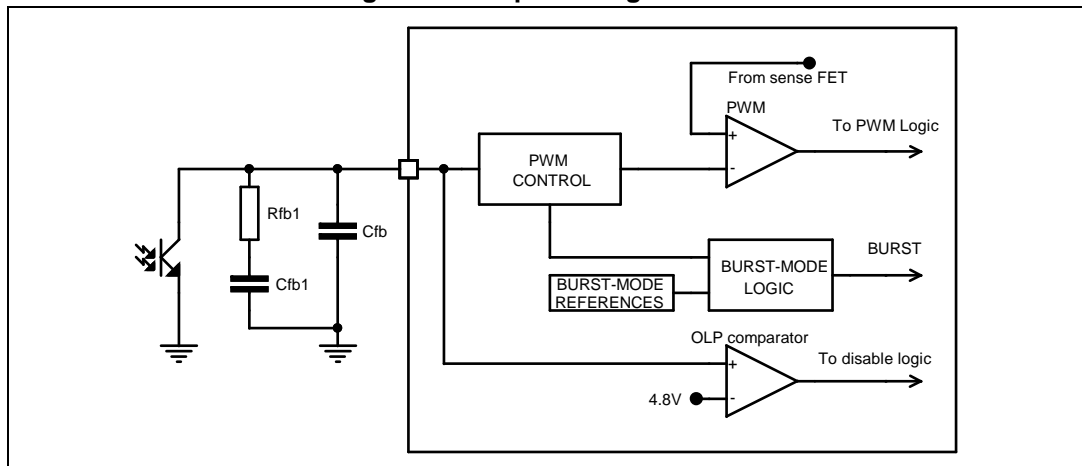 From sense FET
PWM
To PWM Logic
+
-
PWM
CONTROL
Rfb1
Cfb
Cfb1
BURST
BURST-MODE
LOGIC
BURST-MODE
REFERENCES
OLP comparator
To disable logic
+
4.8V
-